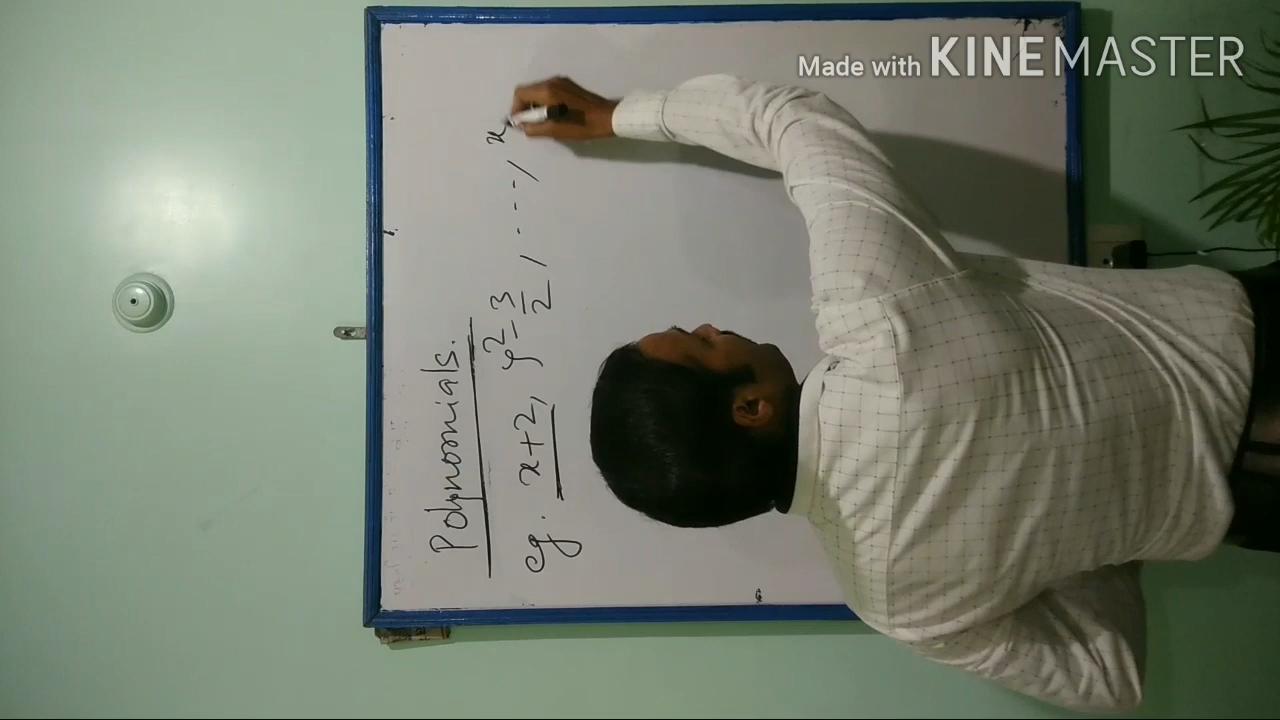 Made with KINEMASTER
Polynomials.
eg. x+2, y²-3/2, ---, x